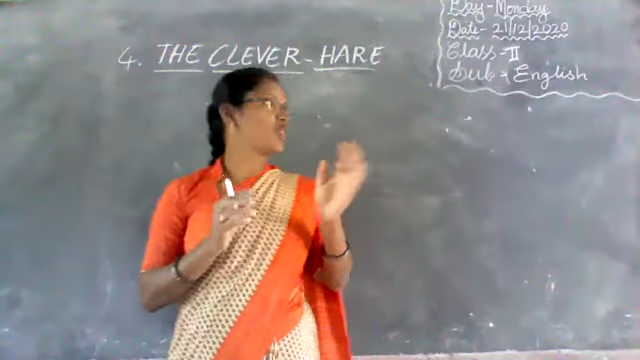 4. THE CLEVER - HARE
Day - Monday
Date - 21/12/2020
Class - II
Sub - English